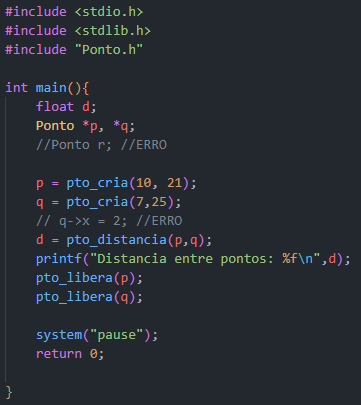 #include <stdio.h>
#include <stdlib.h>
#include "Ponto.h"

int main(){
    float d;
    Ponto *p, *q;
    //Ponto r; //ERRO

    p = pto_cria(10, 21);
    q = pto_cria(7,25);
    // q->x = 2; //ERRO
    d = pto_distancia(p,q);
    printf("Distancia entre pontos: %f\n",d);
    pto_libera(p);
    pto_libera(q);

    system("pause");
    return 0;

}